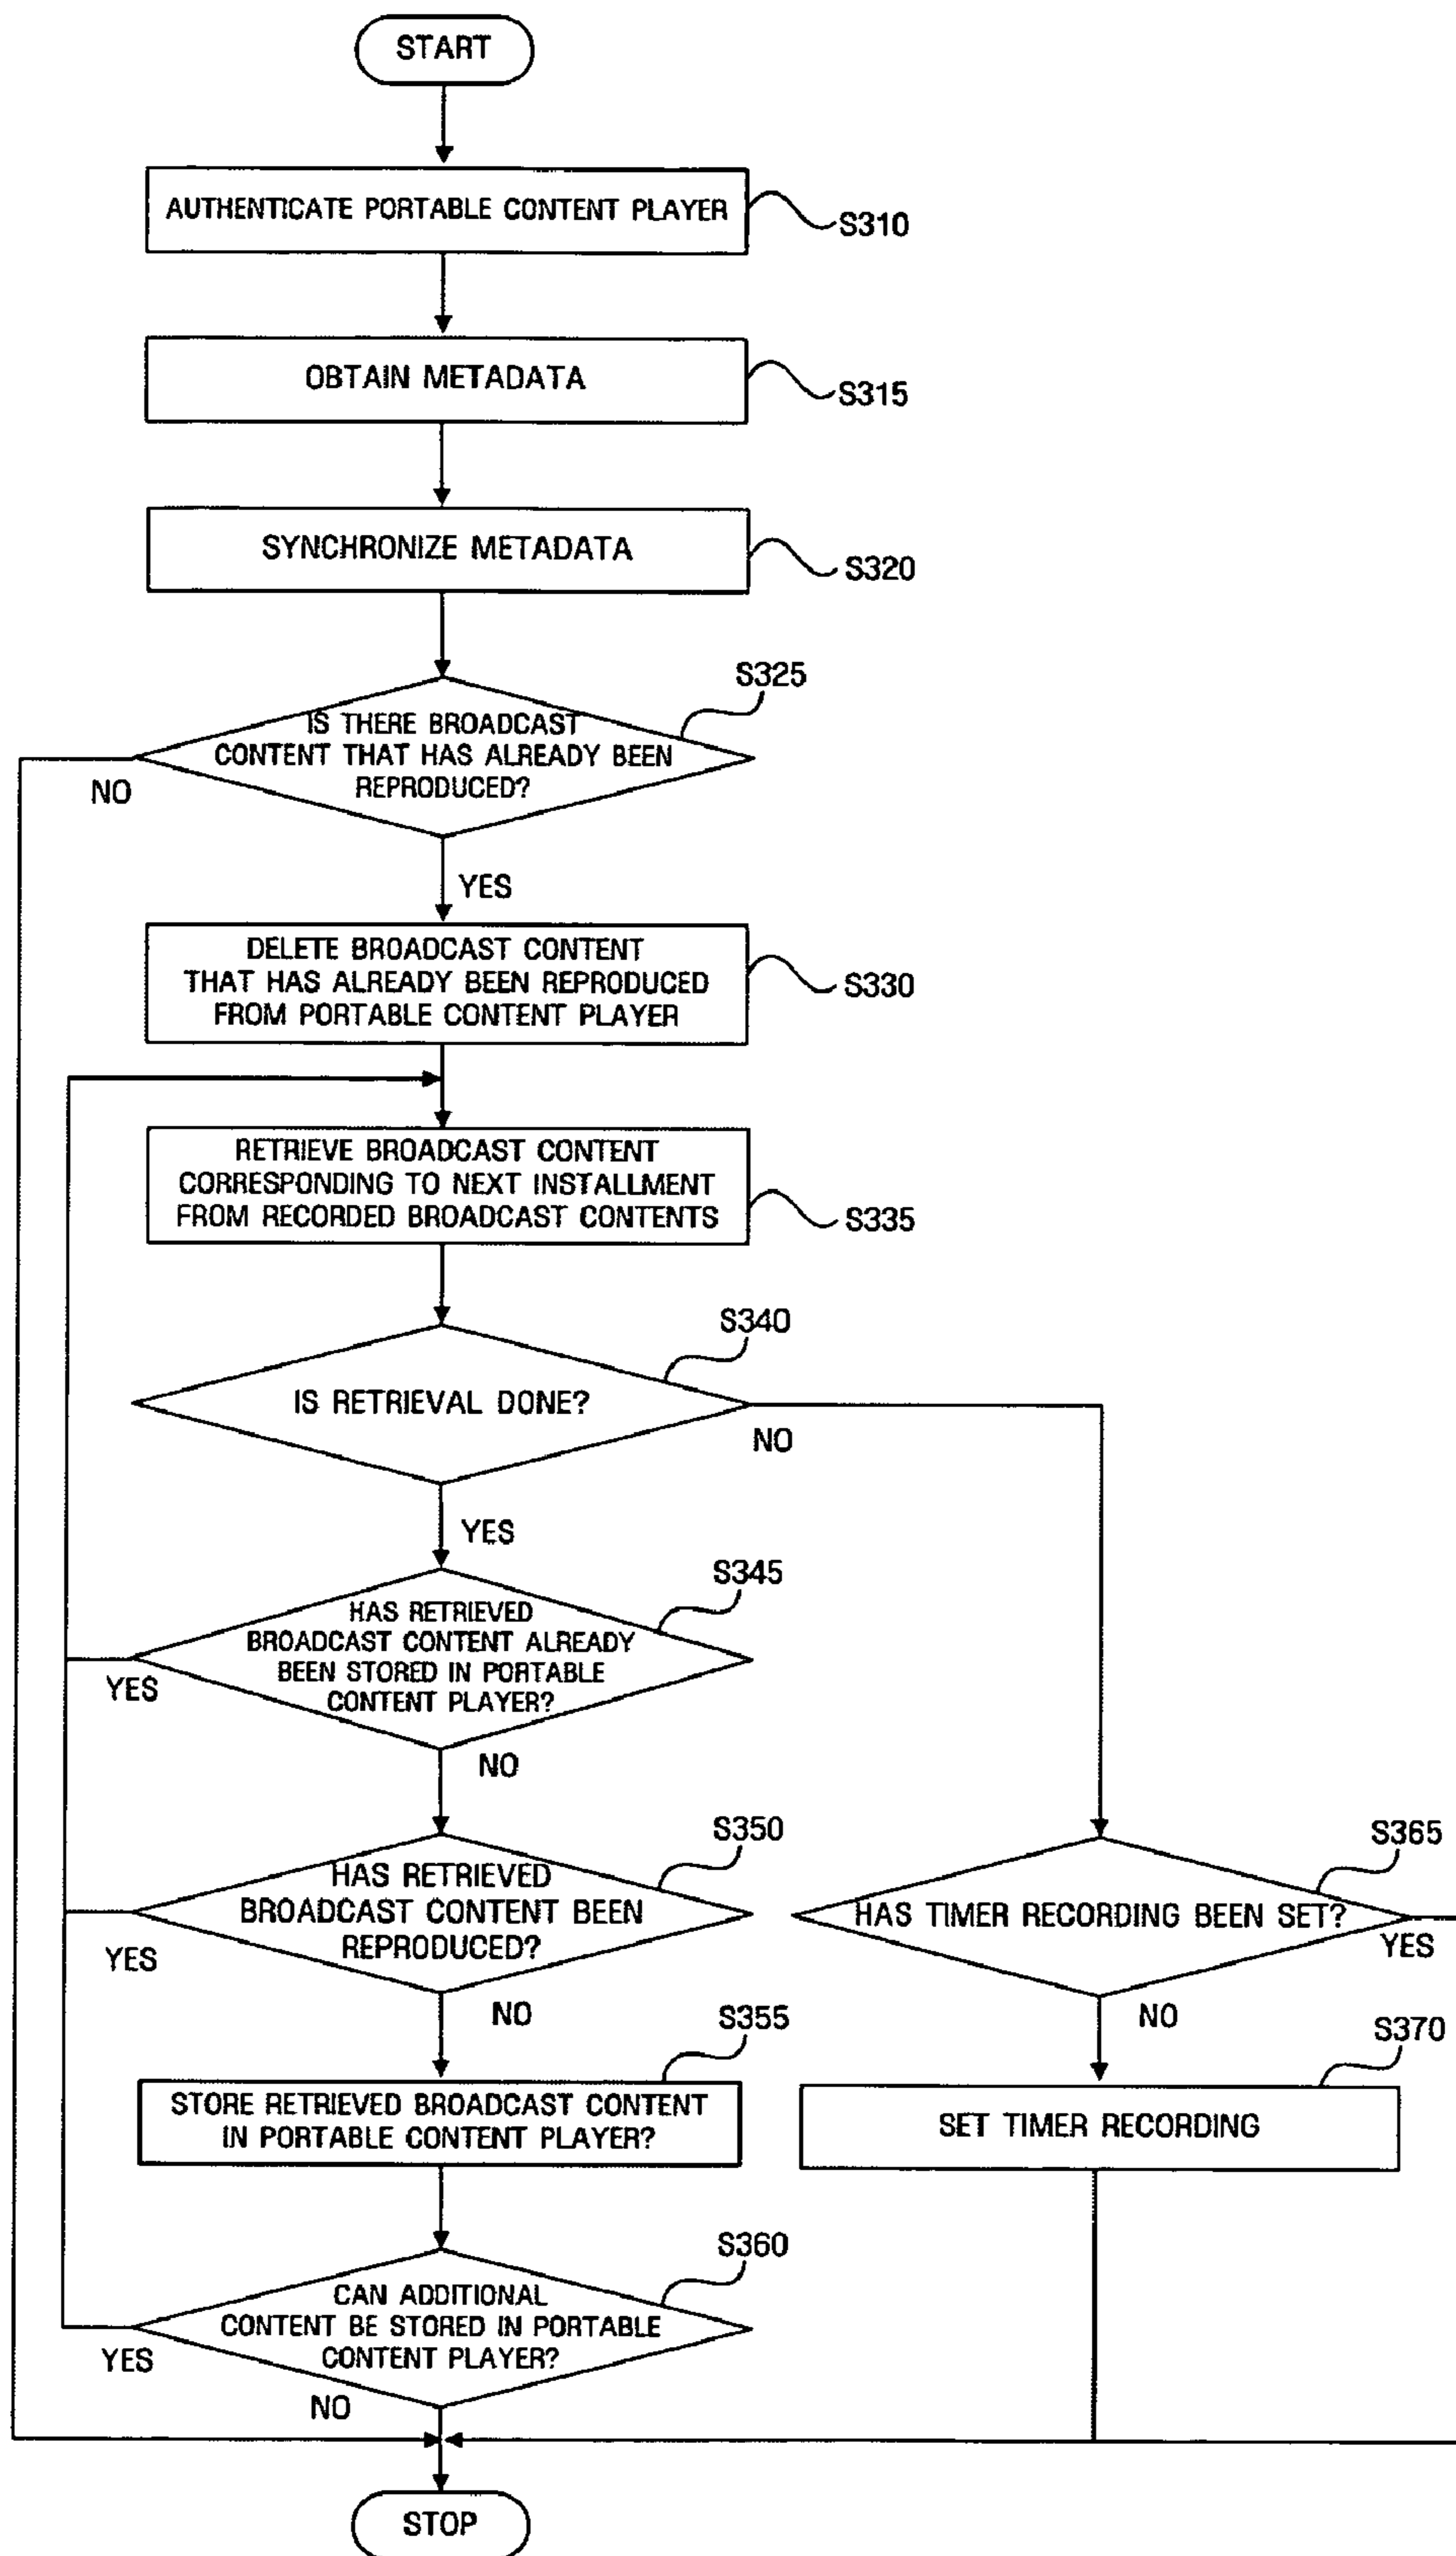 START
AUTHENTICATE PORTABLE CONTENT PLAYER
S310
OBTAIN METADATA
S315
SYNCHRONIZE METADATA
S320
S325
IS THERE BROADCAST
CONTENT THAT HAS ALREADY BEEN
REPRODUCED?
NO
YES
DELETE BROADCAST CONTENT
THAT HAS ALREADY BEEN REPRODUCED
FROM PORTABLE CONTENT PLAYER
S330
RETRIEVE BROADCAST CONTENT
CORRESPONDING TO NEXT INSTALLMENT
FROM RECORDED BROADCAST CONTENTS
S335
S340
IS RETRIEVAL DONE?
NO
YES
S345
HAS RETRIEVED
BROADCAST CONTENT ALREADY
BEEN STORED IN PORTABLE
CONTENT PLAYER?
YES
NO
S350
HAS RETRIEVED
BROADCAST CONTENT BEEN
REPRODUCED?
YES
NO
S365
HAS TIMER RECORDING BEEN SET?
YES
NO
S355
STORE RETRIEVED BROADCAST CONTENT
IN PORTABLE CONTENT PLAYER?
S370
SET TIMER RECORDING
S360
CAN ADDITIONAL
CONTENT BE STORED IN PORTABLE
CONTENT PLAYER?
YES
NO
STOP